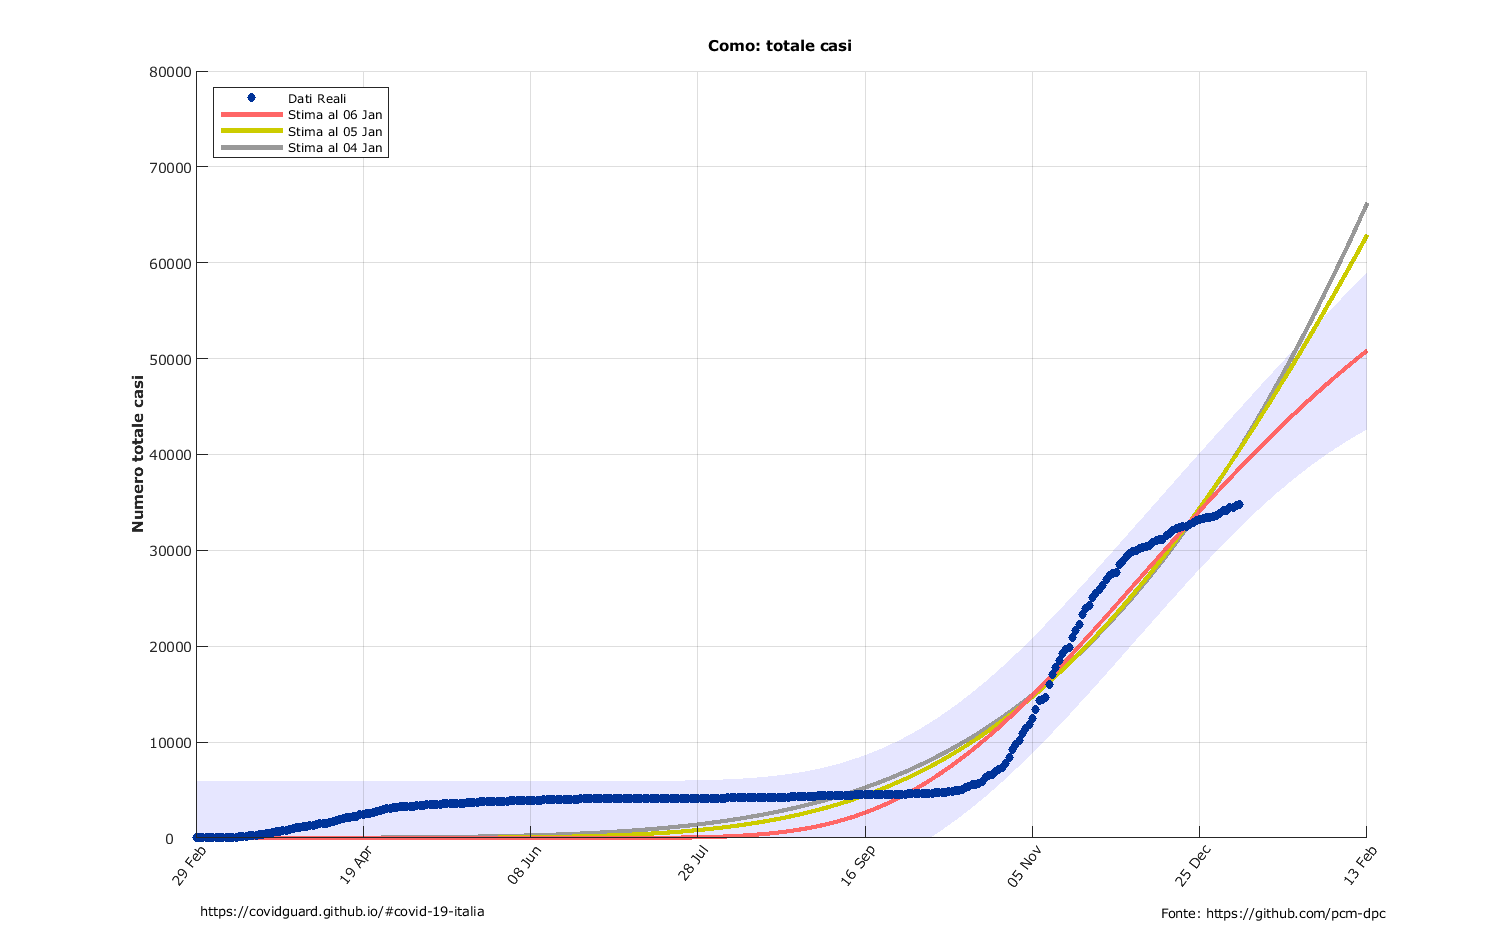 Como: totale casi
80000
70000
60000
50000
40000
30000
20000
10000
0
Numero totale casi
Dati Reali
Stima al 06 Jan
Stima al 05 Jan
Stima al 04 Jan
29 Feb
19 Apr
08 Jun
28 Jul
16 Sep
05 Nov
25 Dec
13 Feb
https://covidguard.github.io/#covid-19-italia
Fonte: https://github.com/pcm-dpc